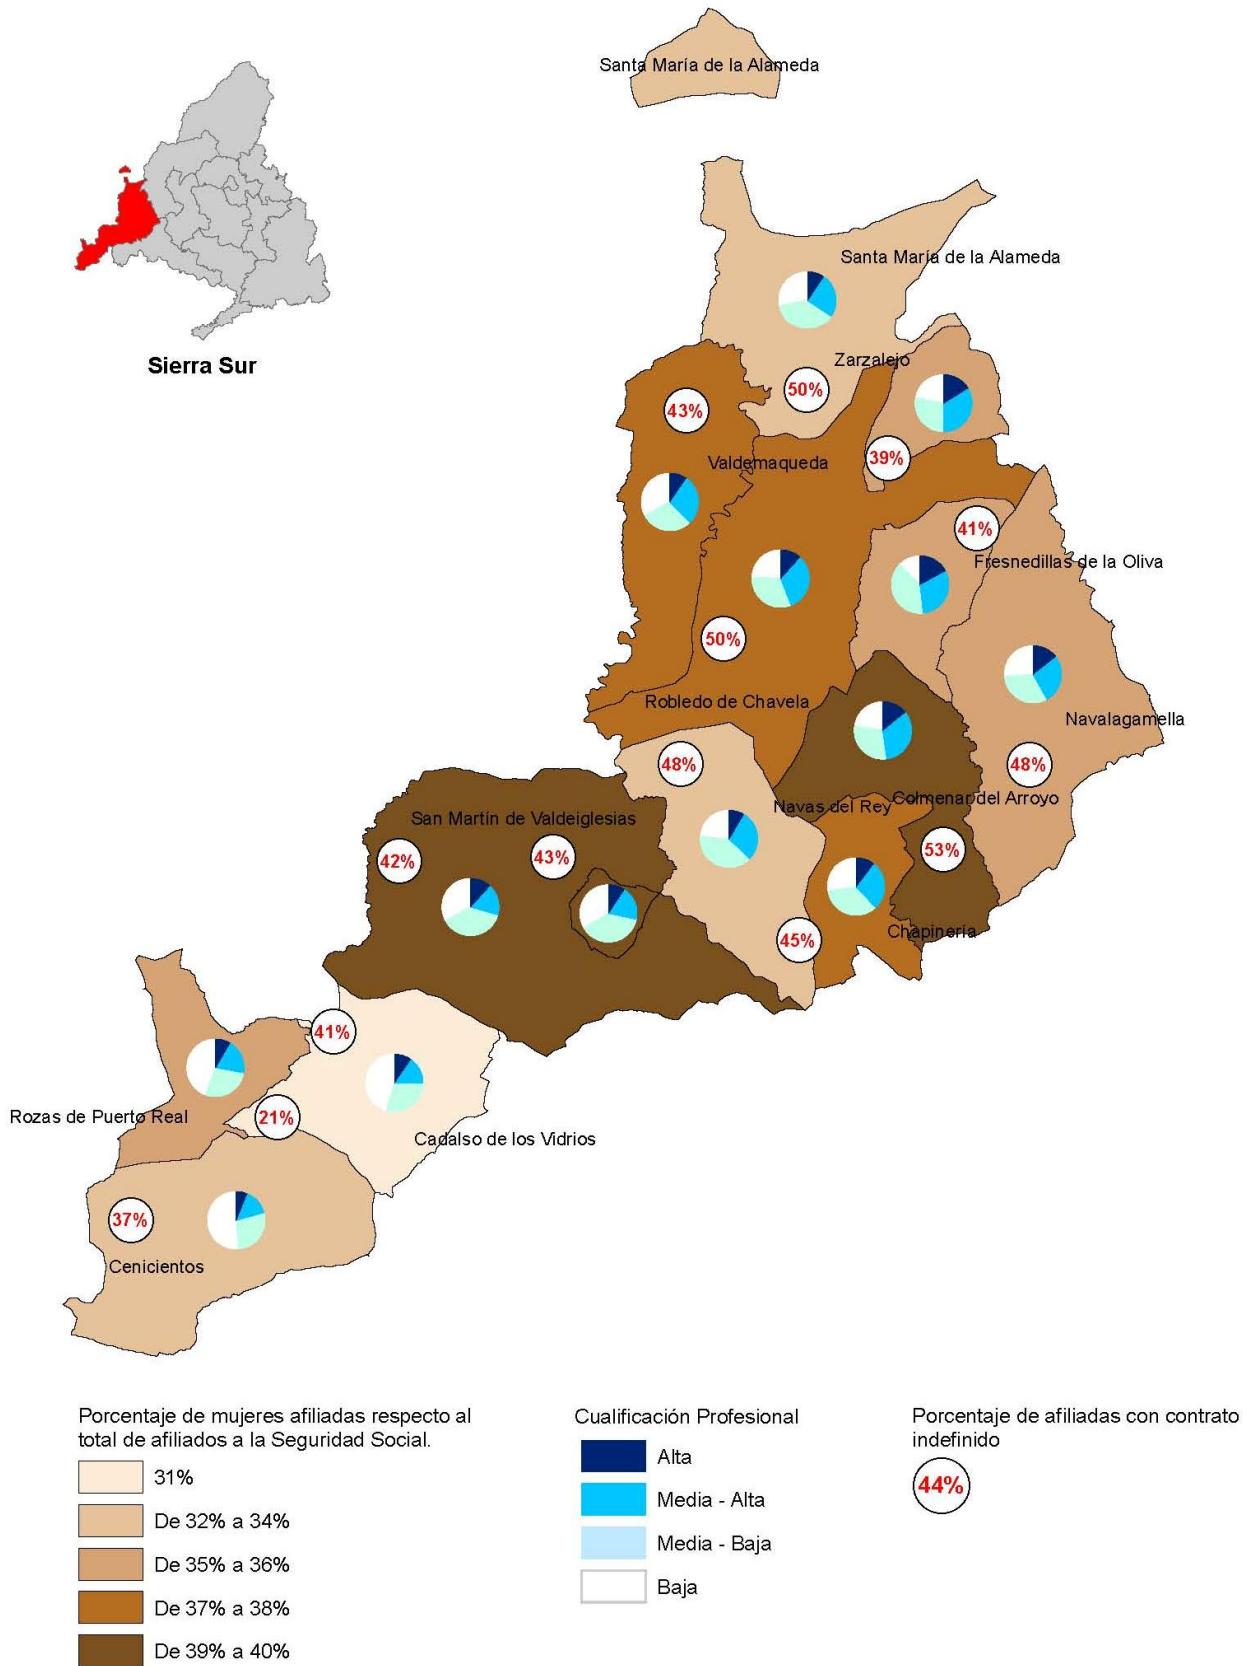 Santa María de la Alameda
Sierra Sur
Santa María de la Alameda
Zarzalejo
50%
43%
Valdemaqueda
39%
41%
Fresnedillas de la Oliva
50%
Robledo de Chavela
Navalagamella
48%
48%
Navas del Rey
Colmenar del Arroyo
San Martín de Valdeiglesias
42%
43%
53%
45%
Chapinería
41%
Rozas de Puerto Real
21%
Cadalso de los Vidrios
37%
Cenicientos
Porcentaje de mujeres afiliadas respecto al
total de afiliados a la Seguridad Social.
31%
De 32% a 34%
De 35% a 36%
De 37% a 38%
De 39% a 40%
Cualificación Profesional
Alta
Media - Alta
Media - Baja
Baja
Porcentaje de afiliadas con contrato
indefinido
44%